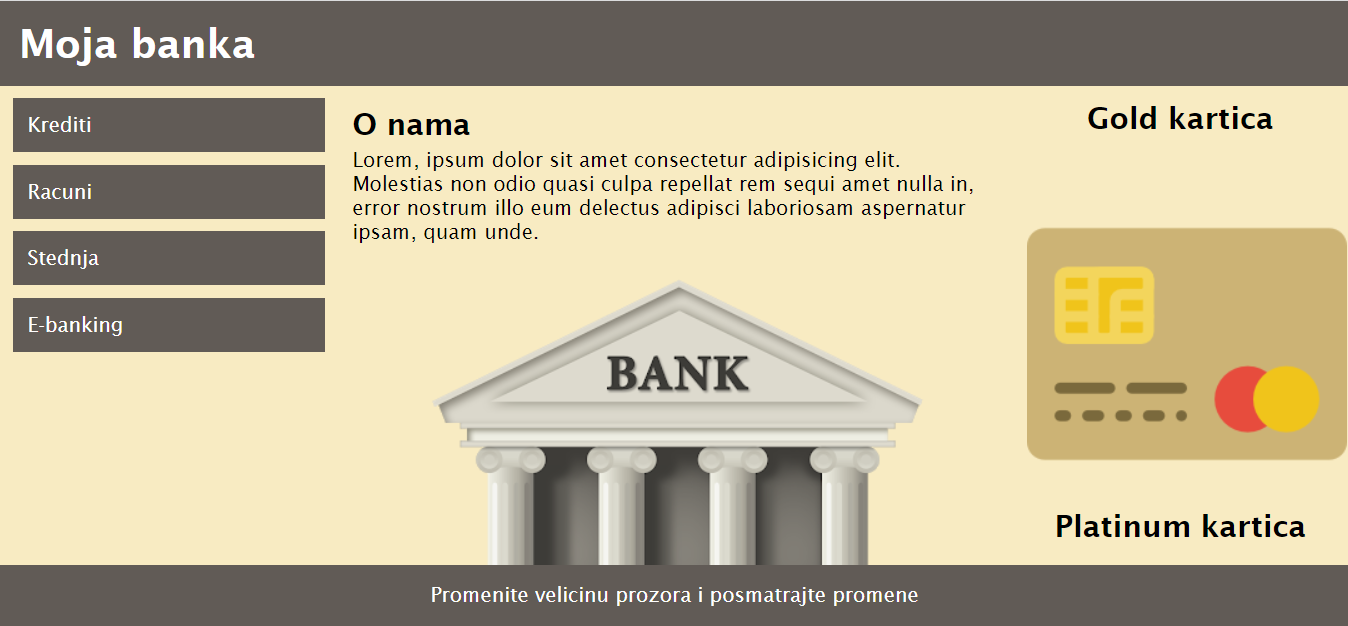 Moja banka
Krediti
Racuni
Stednja
E-banking
O nama
Lorem, ipsum dolor sit amet consectetur adipisicing elit.
Molestias non odio quasi culpa repellat rem sequi amet nulla in,
error nostrum illo eum delectus adipisci laboriosam aspernatur
ipsam, quam unde.
BANK
Gold kartica
Platinum kartica
Promenite velicinu prozora i posmatrajte promene